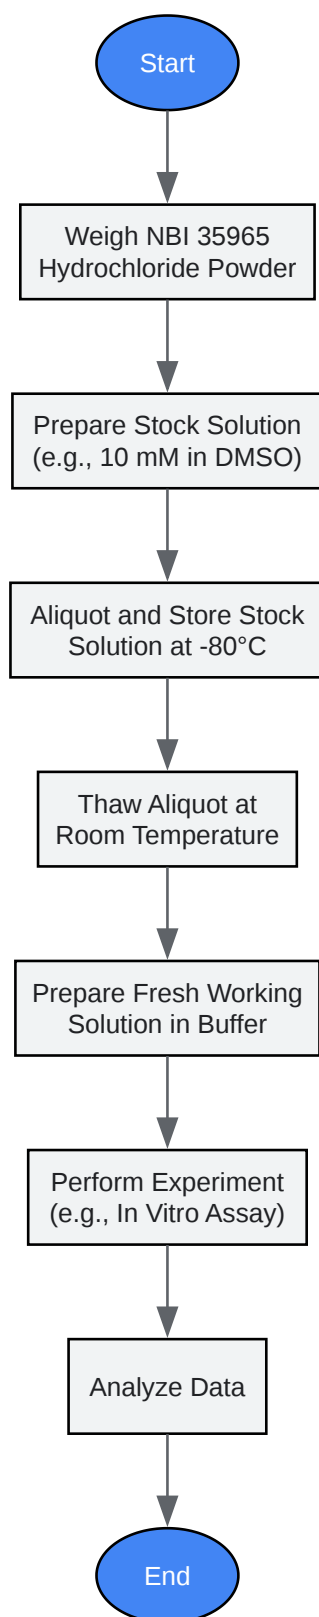 Start
Weigh NBI 35965
Hydrochloride Powder
Prepare Stock Solution
(e.g., 10 mM in DMSO)
Aliquot and Store Stock
Solution at -80°C
Thaw Aliquot at
Room Temperature
Prepare Fresh Working
Solution in Buffer
Perform Experiment
(e.g., In Vitro Assay)
Analyze Data
End